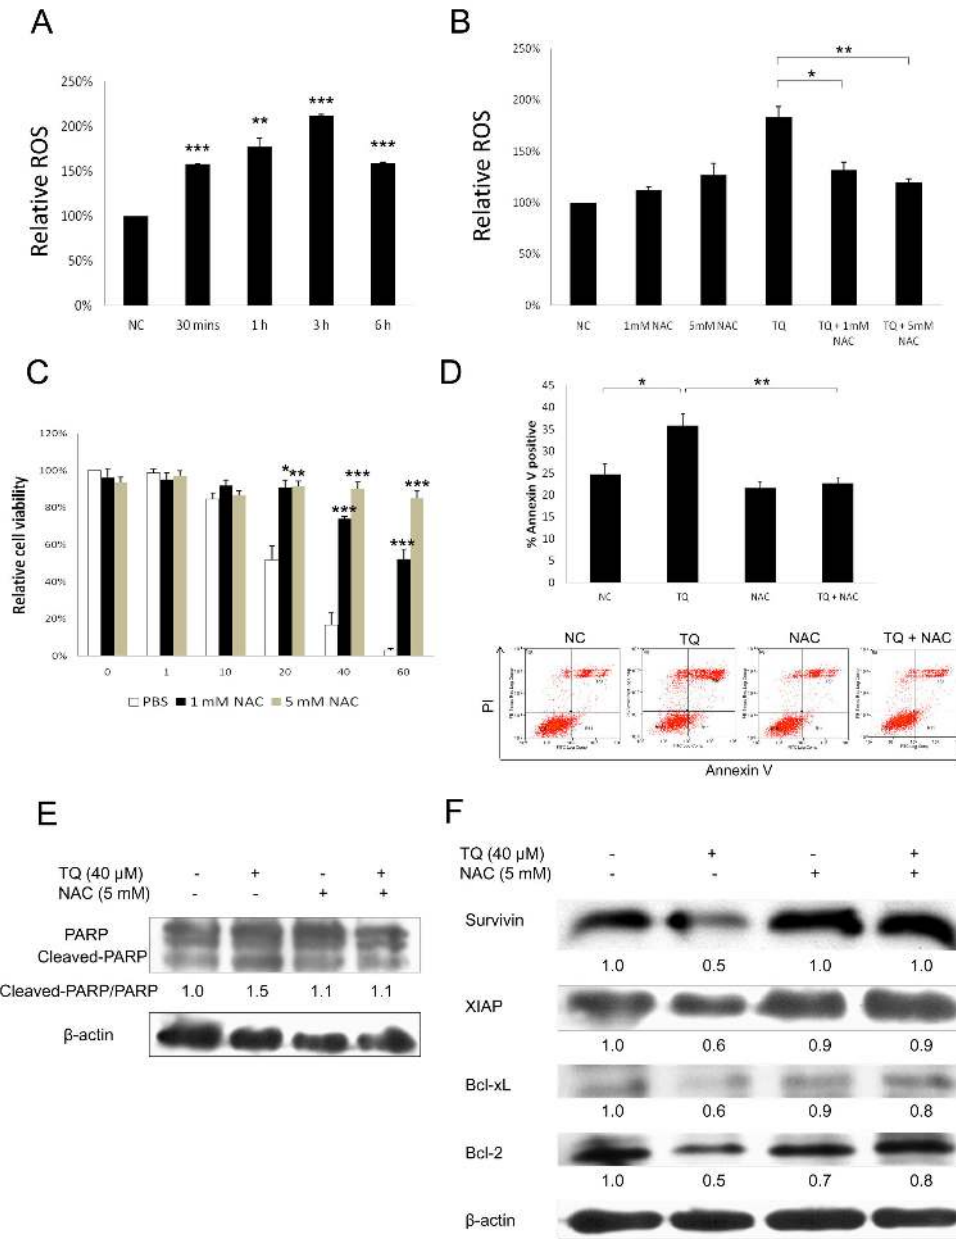 A
250%
200%
150%
100%
50%
0%
Relative ROS
***
**
***
***
NC 30 mins 1 h 3 h 6 h
B
250%
200%
150%
100%
50%
0%
Relative ROS
**
*
NC 1mM NAC 5mM NAC TQ TQ + 1mM NAC TQ + 5mM NAC
C
120%
100%
80%
60%
40%
20%
0%
Relative cell viability
* ** *** *** *** ***
0 1 10 20 40 60
PBS 1 mM NAC 5 mM NAC
D
45
40
35
30
25
20
15
10
5
0
% Annexin V positive
* **
NC TQ NAC TQ + NAC
NC TQ NAC TQ + NAC
PI
Annexin V
E
TQ (40 µM) - + - +
NAC (5 mM) - - + +
PARP
Cleaved-PARP
Cleaved-PARP/PARP 1.0 1.5 1.1 1.1
β-actin
F
TQ (40 µM) - + - +
NAC (5 mM) - - + +
Survivin
1.0 0.5 1.0 1.0
XIAP
1.0 0.6 0.9 0.9
Bcl-xL
1.0 0.6 0.9 0.8
Bcl-2
1.0 0.5 0.7 0.8
β-actin